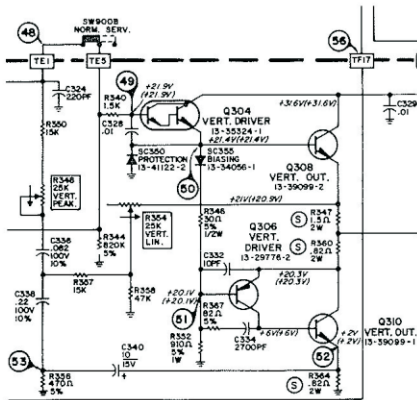 SW900B
NORM. SERV.
48
56
TE1
TE5
TF17
C324
220PF
R340
1.5K
49
+21.9V
(+21.9V)
Q304
VERT. DRIVER
13-35324-1
+31.6V(+31.6V)
C329
.01
R350
15K
C328
.01
+21.4V(+21.4V)
SC350
PROTECTION
13-41122-2
SC355
BIASING
13-34056-1
50
Q308
VERT. OUT.
13-39099-2
R348
25K
VERT.
PEAK.
+21V(+20.9V)
R354
25K
VERT.
LIN.
R346
30Ω
5%
1/2W
Q306
VERT.
DRIVER
13-29776-2
S
R347
1.5Ω
2W
S
R360
.82Ω
2W
C336
.082
100V
10%
R344
820K
5%
C332
10PF
+20.3V
(+20.3V)
R357
15K
R358
47K
+20.1V
(+20.1V)
R367
82Ω
5%
C338
.22
100V
10%
51
+.6V(+.6V)
Q310
VERT. OUT.
13-39099-1
R352
910Ω
5%
1W
C334
2700PF
52
+.2V
(+.2V)
53
C340
10
15V
R356
470Ω
5%
S
R364
.82Ω
2W